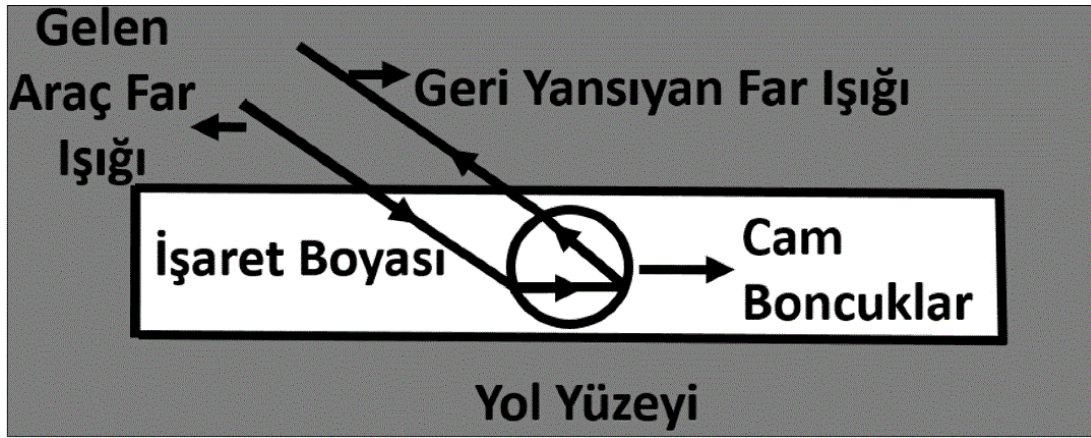 Gelen
Araç Far
Işığı
Geri Yansıyan Far Işığı
İşaret Boyası
Cam
Boncuklar
Yol Yüzeyi